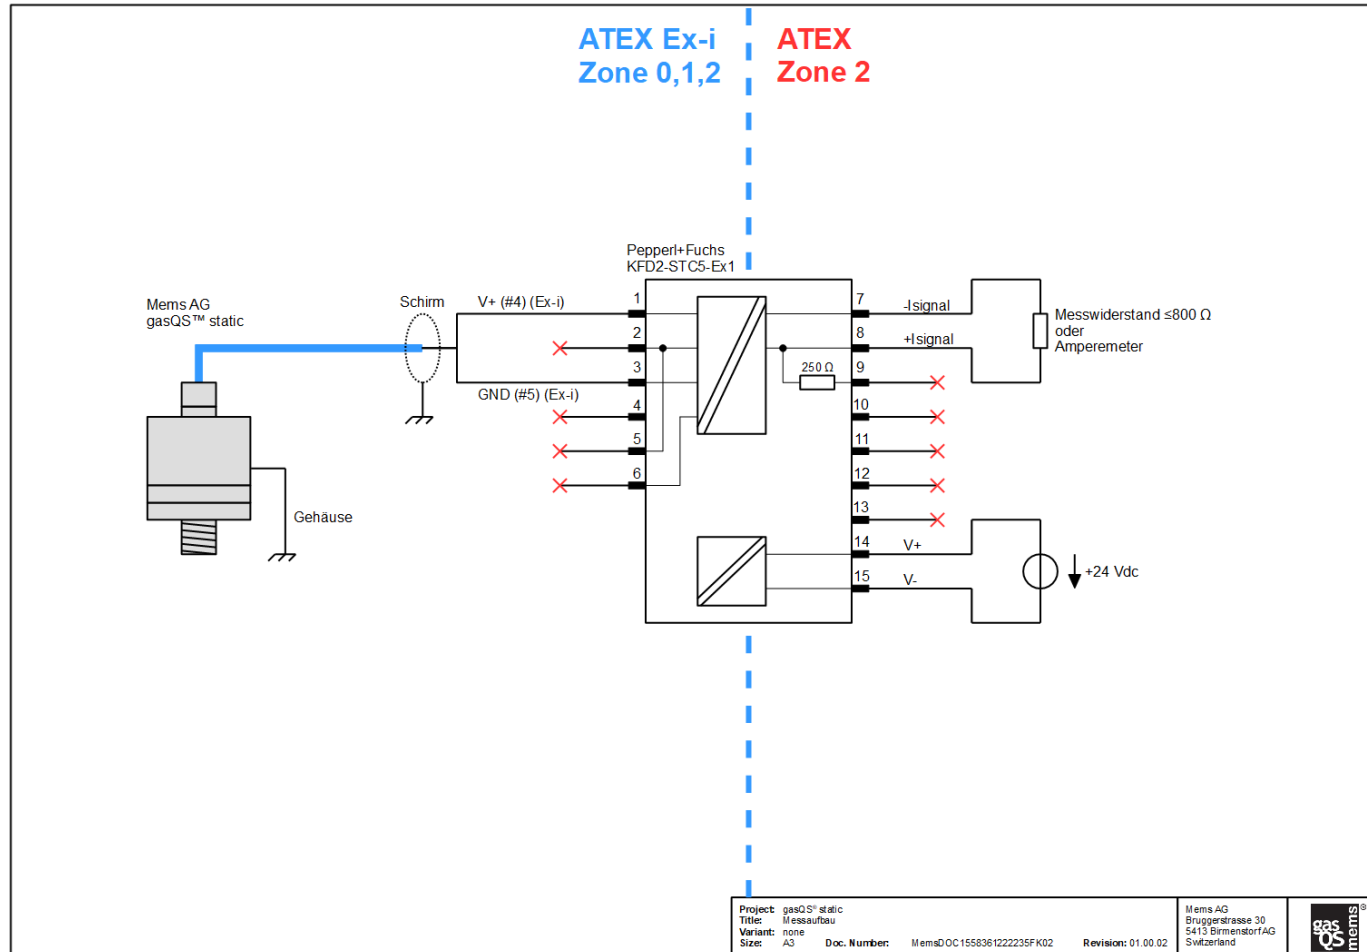 ATEX Ex-i
Zone 0,1,2
ATEX
Zone 2
Pepperl+Fuchs
KFD2-STC5-Ex1
Mems AG
gasQS™ static
Schirm
V+ (#4) (Ex-i)
GND (#5) (Ex-i)
Gehäuse
1
2
3
4
5
6
7
8
9
10
11
12
13
14
15
250 Ω
-Isignal
+Isignal
Messwiderstand ≤800 Ω
oder
Amperemeter
V+
V-
+24 Vdc
Project: gasQS® static
Title: Messaufbau
Variant: none
Size: A3 Doc. Number: MemsDOC1558361222235FK02 Revision: 01.00.02
Mems AG
Bruggerstrasse 30
5413 Birmenstorf AG
Switzerland
gas
QS
mems
®